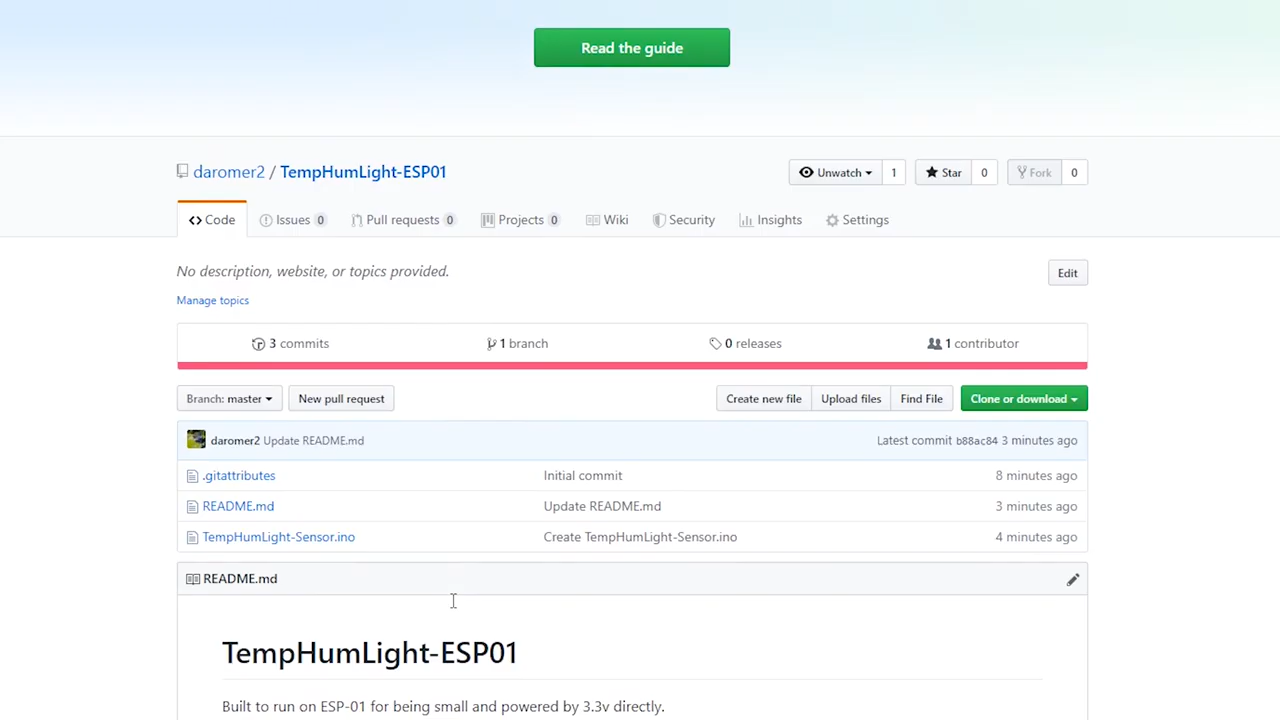 Read the guide
daromer2 / TempHumLight-ESP01
Unwatch 1 Star 0 Fork 0
Code Issues 0 Pull requests 0 Projects 0 Wiki Security Insights Settings
No description, website, or topics provided. Edit
Manage topics
3 commits 1 branch 0 releases 1 contributor
Branch: master New pull request Create new file Upload files Find File Clone or download
daromer2 Update README.md Latest commit b88ac84 3 minutes ago
.gitattributes Initial commit 8 minutes ago
README.md Update README.md 3 minutes ago
TempHumLight-Sensor.ino Create TempHumLight-Sensor.ino 4 minutes ago
README.md
TempHumLight-ESP01
Built to run on ESP-01 for being small and powered by 3.3v directly.